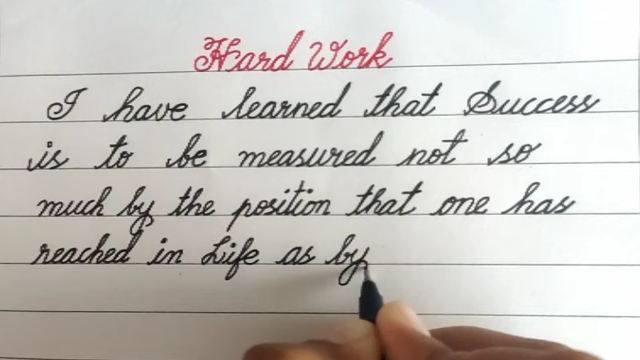 Hard Work
I have learned that Success
is to be measured not so
much by the position that one has
reached in Life as by